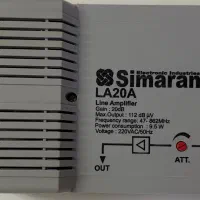 Electronic Industries
Simaran
LA20A
Line Amplifier
Gain : 20dB
Max.Output : 112 dB µV
Frequency range: 47- 862MHz
Power consumption : 9.5 W
Voltage : 220VAC/50Hz
OUT
ATT.